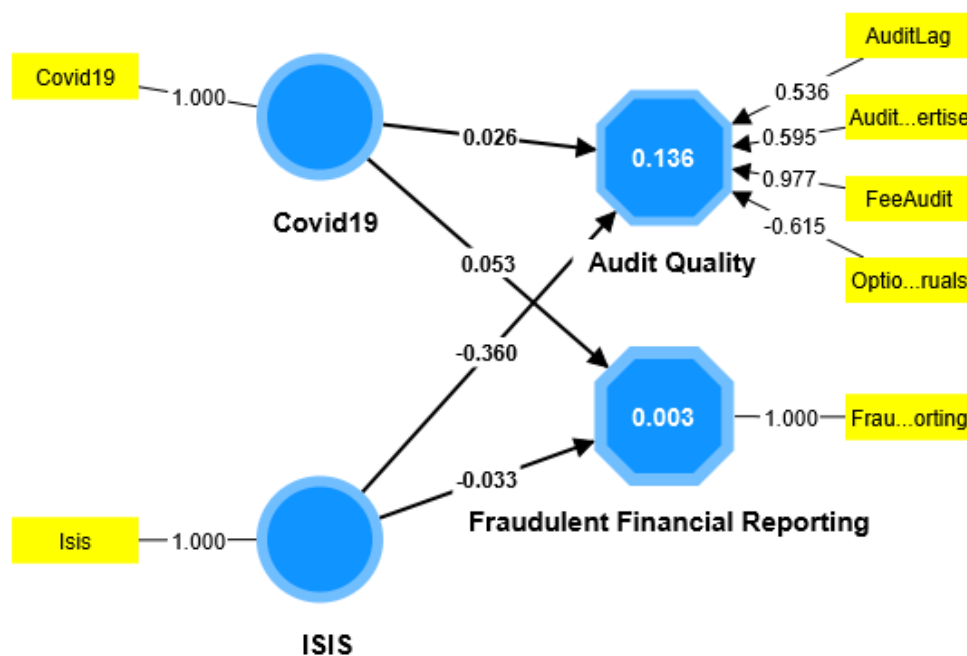 AuditLag
Covid19
1.000
0.536
Audit...ertise
0.026
0.595
0.136
0.977
FeeAudit
Covid19
-0.615
0.053
Audit Quality
Optio...ruals
-0.360
0.003
1.000
Frau...orting
-0.033
Fraudulent Financial Reporting
Isis
1.000
ISIS